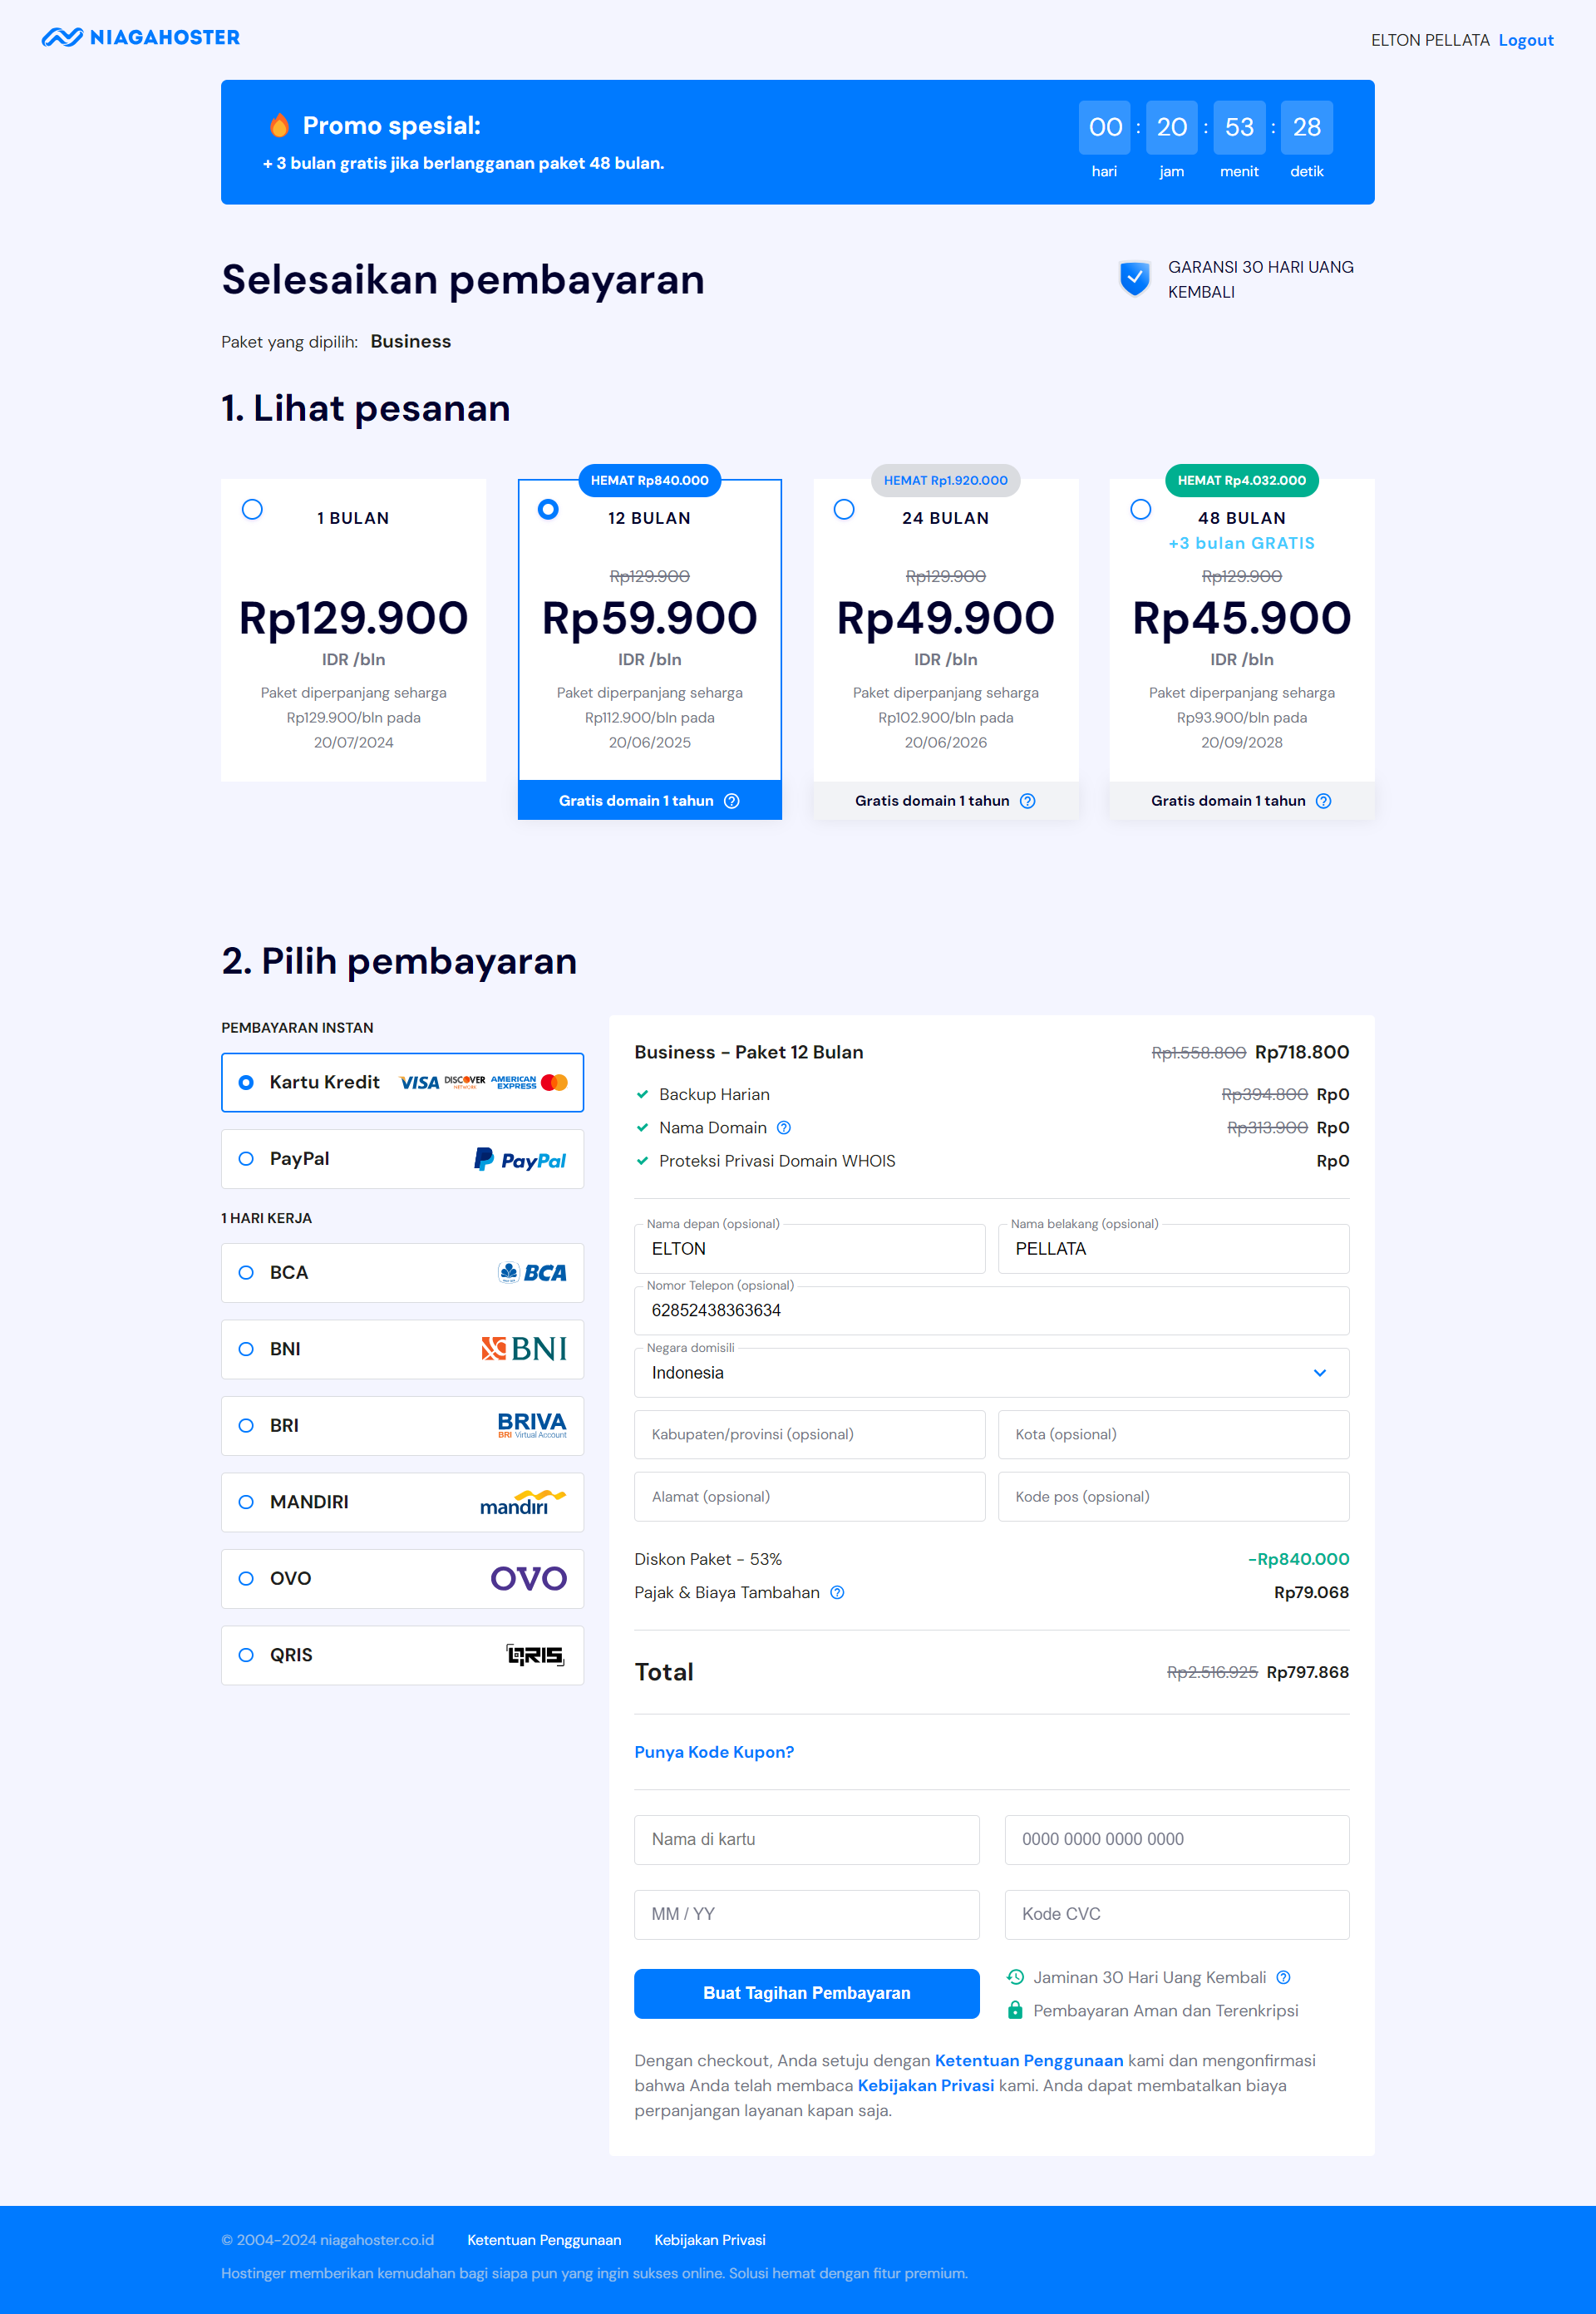 NIAGAHOSTER
ELTON PELLATA Logout
Promo spesial:
+ 3 bulan gratis jika berlangganan paket 48 bulan.
00 : 20 : 53 : 28
hari jam menit detik
Selesaikan pembayaran
GARANSI 30 HARI UANG
KEMBALI
Paket yang dipilih: Business
1. Lihat pesanan
1 BULAN
Rp129.900
IDR /bln
Paket diperpanjang seharga
Rp129.900/bln pada
20/07/2024
HEMAT Rp840.000
12 BULAN
Rp129.900
Rp59.900
IDR /bln
Paket diperpanjang seharga
Rp112.900/bln pada
20/06/2025
Gratis domain 1 tahun
HEMAT Rp1.920.000
24 BULAN
Rp129.900
Rp49.900
IDR /bln
Paket diperpanjang seharga
Rp102.900/bln pada
20/06/2026
Gratis domain 1 tahun
HEMAT Rp4.032.000
48 BULAN
+3 bulan GRATIS
Rp129.900
Rp45.900
IDR /bln
Paket diperpanjang seharga
Rp93.900/bln pada
20/09/2028
Gratis domain 1 tahun
2. Pilih pembayaran
PEMBAYARAN INSTAN
Kartu Kredit VISA DISCOVER NETWORK AMERICAN EXPRESS
PayPal PayPal
1 HARI KERJA
BCA BCA
BNI BNI
BRI BRIVA
BRI Virtual Account
MANDIRI mandiri
OVO OVO
QRIS QRIS
Business - Paket 12 Bulan Rp1.558.800 Rp718.800
Backup Harian Rp394.800 Rp0
Nama Domain Rp313.900 Rp0
Proteksi Privasi Domain WHOIS Rp0
Nama depan (opsional) Nama belakang (opsional)
ELTON PELLATA
Nomor Telepon (opsional)
62852438363634
Negara domisili
Indonesia
Kabupaten/provinsi (opsional) Kota (opsional)
Alamat (opsional) Kode pos (opsional)
Diskon Paket - 53% -Rp840.000
Pajak & Biaya Tambahan Rp79.068
Total Rp2.516.925 Rp797.868
Punya Kode Kupon?
Nama di kartu 0000 0000 0000 0000
MM / YY Kode CVC
Buat Tagihan Pembayaran
Jaminan 30 Hari Uang Kembali
Pembayaran Aman dan Terenkripsi
Dengan checkout, Anda setuju dengan Ketentuan Penggunaan kami dan mengonfirmasi
bahwa Anda telah membaca Kebijakan Privasi kami. Anda dapat membatalkan biaya
perpanjangan layanan kapan saja.
© 2004-2024 niagahoster.co.id Ketentuan Penggunaan Kebijakan Privasi
Hostinger memberikan kemudahan bagi siapa pun yang ingin sukses online. Solusi hemat dengan fitur premium.